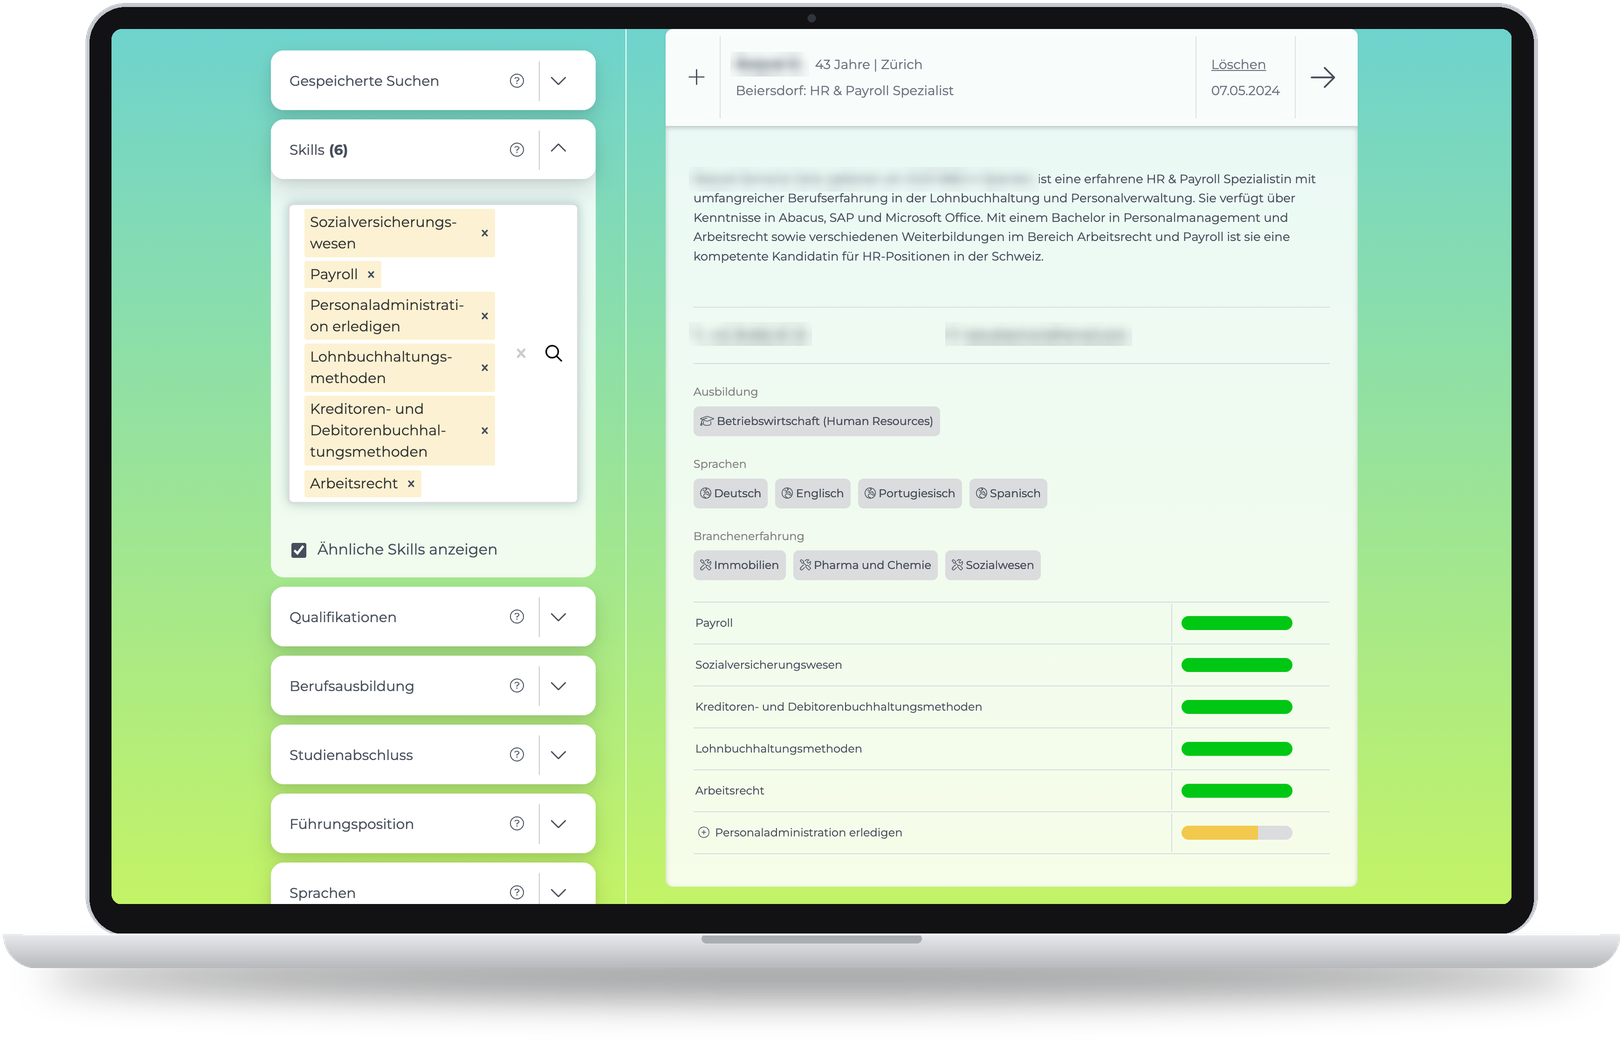 Gespeicherte Suchen
Skills (6)
Sozialversicherungs-
wesen
Payroll
Personaladministrati-
on erledigen
Lohnbuchhaltungs-
methoden
Kreditoren- und
Debitorenbuchhal-
tungsmethoden
Arbeitsrecht
Ähnliche Skills anzeigen
Qualifikationen
Berufsausbildung
Studienabschluss
Führungsposition
Sprachen
43 Jahre | Zürich
Beiersdorf: HR & Payroll Spezialist
Löschen
07.05.2024
ist eine erfahrene HR & Payroll Spezialistin mit
umfangreicher Berufserfahrung in der Lohnbuchhaltung und Personalverwaltung. Sie verfügt über
Kenntnisse in Abacus, SAP und Microsoft Office. Mit einem Bachelor in Personalmanagement und
Arbeitsrecht sowie verschiedenen Weiterbildungen im Bereich Arbeitsrecht und Payroll ist sie eine
kompetente Kandidatin für HR-Positionen in der Schweiz.
Ausbildung
Betriebswirtschaft (Human Resources)
Sprachen
Deutsch Englisch Portugiesisch Spanisch
Branchenerfahrung
Immobilien Pharma und Chemie Sozialwesen
Payroll
Sozialversicherungswesen
Kreditoren- und Debitorenbuchhaltungsmethoden
Lohnbuchhaltungsmethoden
Arbeitsrecht
Personaladministration erledigen